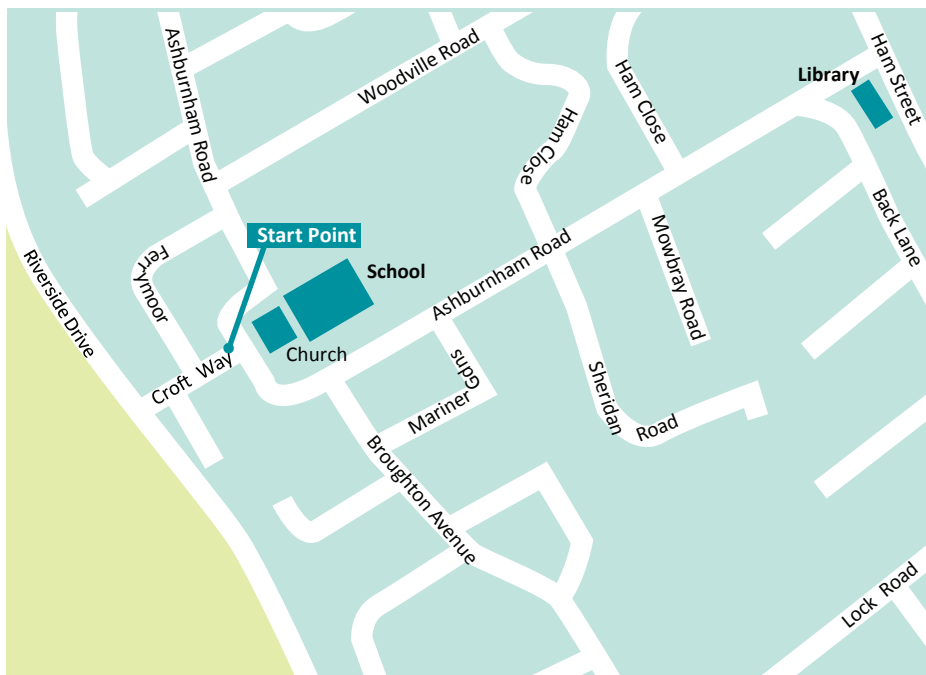 Ashburnham Road
Woodville Road
Ham Close
Ham Close
Ham Street
Library
Back Lane
Mowbray Road
Ashburnham Road
Start Point
School
Church
Ferrymoor
Riverside Drive
Croft Way
Mariner
Gdns
Sheridan
Road
Broughton Avenue
Lock Road